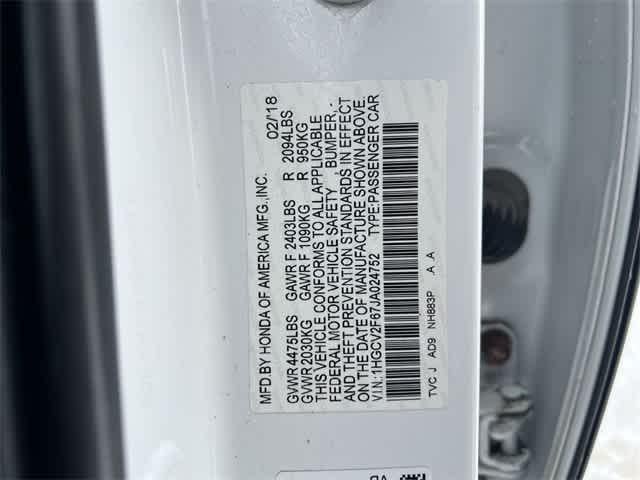 MFD.BY HONDA OF AMERICA MFG.,INC. 02/'18
GVWR 4475LBS GAWR F 2403LBS R 2094LBS
GVWR 2030KG GAWR F 1090KG R 950KG
THIS VEHICLE CONFORMS TO ALL APPLICABLE
FEDERAL MOTOR VEHICLE SAFETY BUMPER,
AND THEFT PREVENTION STANDARDS IN EFFECT
ON THE DATE OF MANUFACTURE SHOWN ABOVE.
V.I.N.:1HGCV2F67JA024752 TYPE:PASSENGER CAR
TVC J AD9 NH883P A A